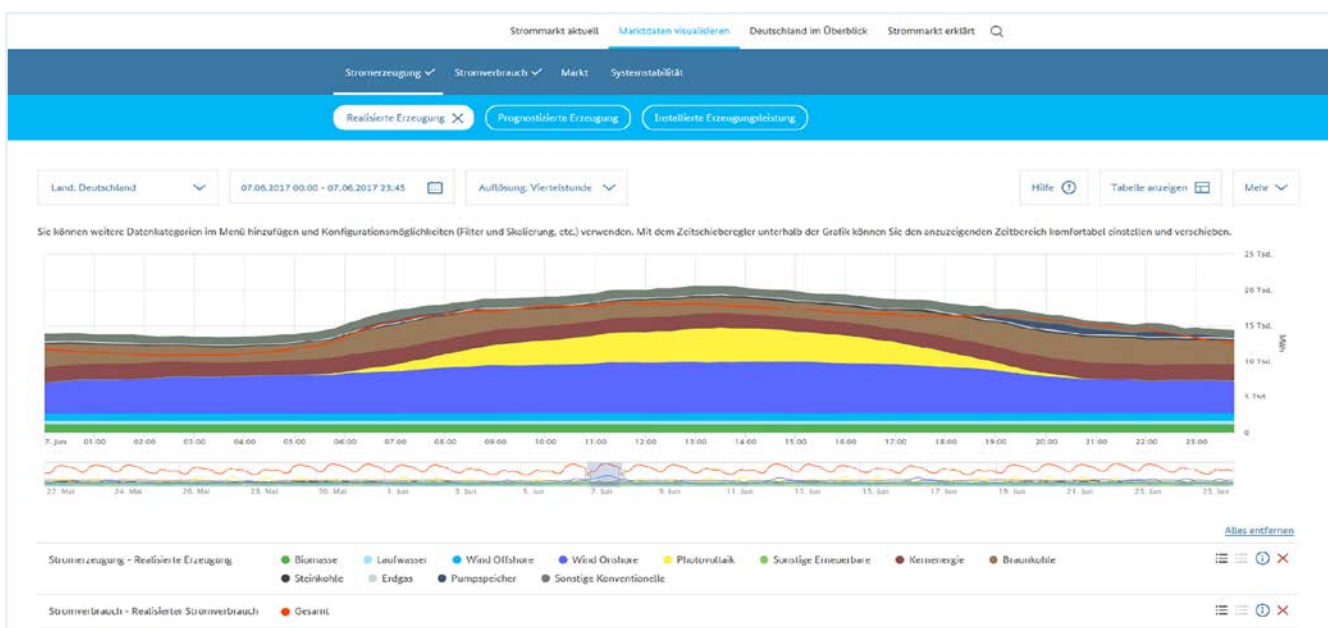 Strommarkt aktuell Marktdaten visualisieren Deutschland im Überblick Strommarkt erklärt
Stromerzeugung Stromverbrauch Markt Systemstabilität
Realisierte Erzeugung Prognostizierte Erzeugung Installierte Erzeugungsleistung
Land: Deutschland 07.06.2017 00:00 - 07.06.2017 23:45 Auflösung: Viertelstunde Hilfe Tabelle anzeigen Mehr
Sie können weitere Datenkategorien im Menü hinzufügen und Konfigurationsmöglichkeiten (Filter und Skalierung, etc.) verwenden. Mit dem Zeitschieberegler unterhalb der Grafik können Sie den anzuzeigenden Zeitbereich komfortabel einstellen und verschieben.
25 Tsd.
20 Tsd.
15 Tsd.
MWh
10 Tsd.
5 Tsd.
0
7. Jun 01:00 02:00 03:00 04:00 05:00 06:00 07:00 08:00 09:00 10:00 11:00 12:00 13:00 14:00 15:00 16:00 17:00 18:00 19:00 20:00 21:00 22:00 23:00
22. Mai 24. Mai 26. Mai 28. Mai 30. Mai 1. Jun 3. Jun 5. Jun 7. Jun 9. Jun 11. Jun 13. Jun 15. Jun 17. Jun 19. Jun 21. Jun 23. Jun 25. Jun
Alles entfernen
Stromerzeugung - Realisierte Erzeugung Biomasse Laufwasser Wind Offshore Wind Onshore Photovoltaik Sonstige Erneuerbare Kernenergie Braunkohle
Steinkohle Erdgas Pumpspeicher Sonstige Konventionelle
Stromverbrauch - Realisierter Stromverbrauch Gesamt